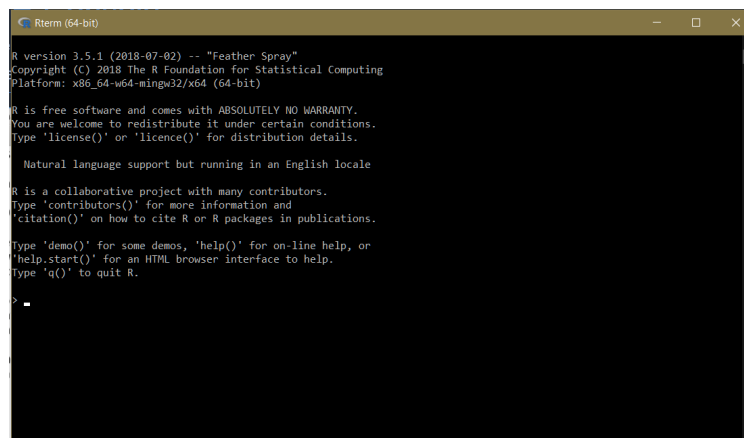 Rterm (64-bit)
R version 3.5.1 (2018-07-02) -- "Feather Spray"
Copyright (C) 2018 The R Foundation for Statistical Computing
Platform: x86_64-w64-mingw32/x64 (64-bit)
R is free software and comes with ABSOLUTELY NO WARRANTY.
You are welcome to redistribute it under certain conditions.
Type 'license()' or 'licence()' for distribution details.
Natural language support but running in an English locale
R is a collaborative project with many contributors.
Type 'contributors()' for more information and
'citation()' on how to cite R or R packages in publications.
Type 'demo()' for some demos, 'help()' for on-line help, or
'help.start()' for an HTML browser interface to help.
Type 'q()' to quit R.
>